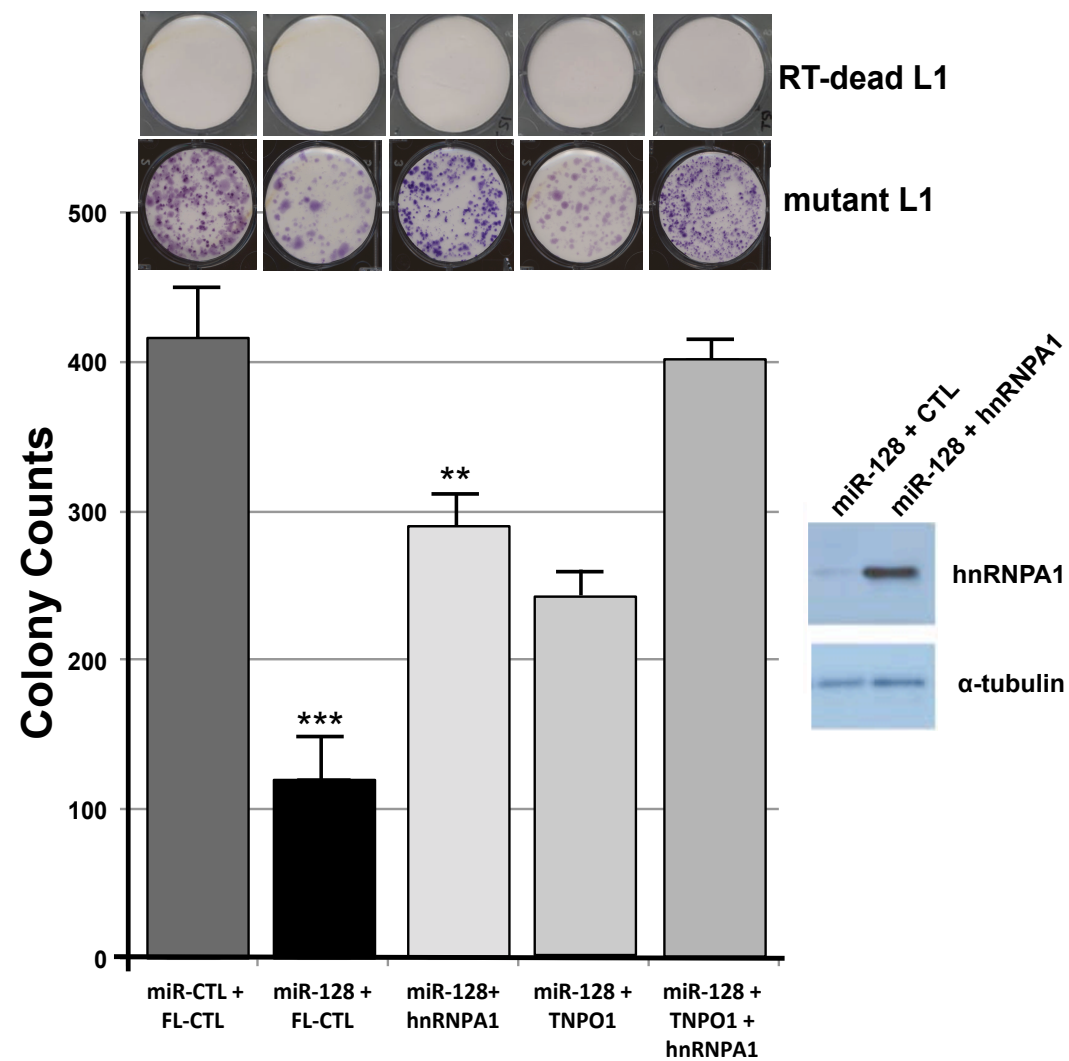 RT-dead L1
mutant L1
Colony Counts
500
400
300
200
100
0
***
**
miR-CTL +
FL-CTL
miR-128 +
FL-CTL
miR-128+
hnRNPA1
miR-128 +
TNPO1
miR-128 +
TNPO1 +
hnRNPA1
miR-128 + CTL
miR-128 + hnRNPA1
hnRNPA1
α-tubulin